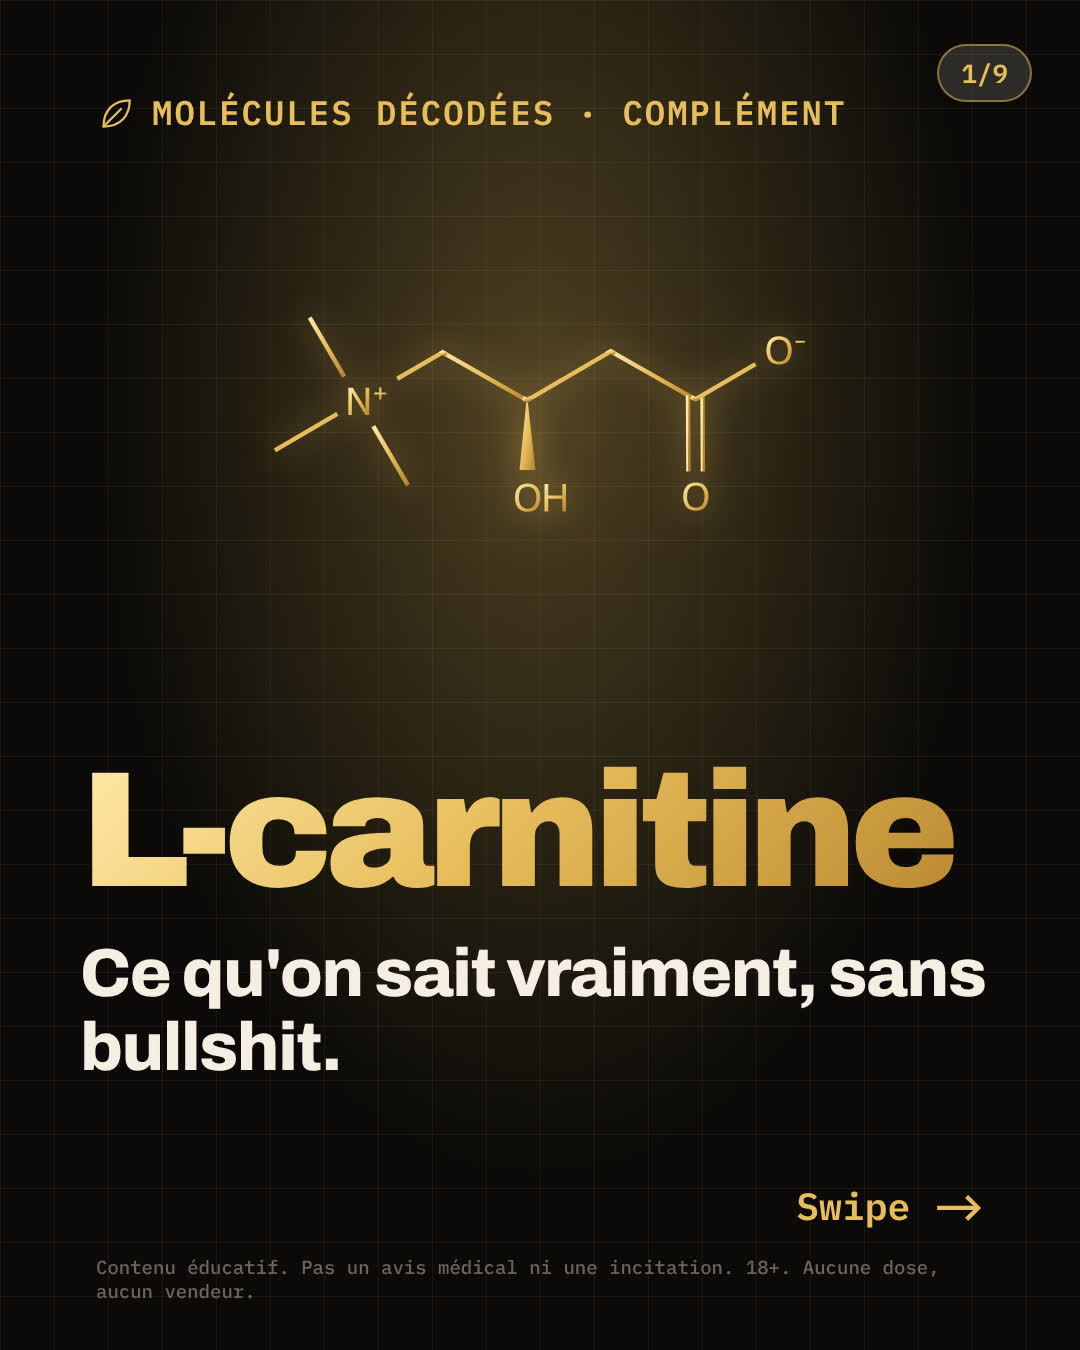 MOLÉCULES DÉCODÉES · COMPLÉMENT
1/9
N⁺
OH
O
O⁻
L-carnitine
Ce qu'on sait vraiment, sans
bullshit.
Swipe →
Contenu éducatif. Pas un avis médical ni une incitation. 18+. Aucune dose,
aucun vendeur.